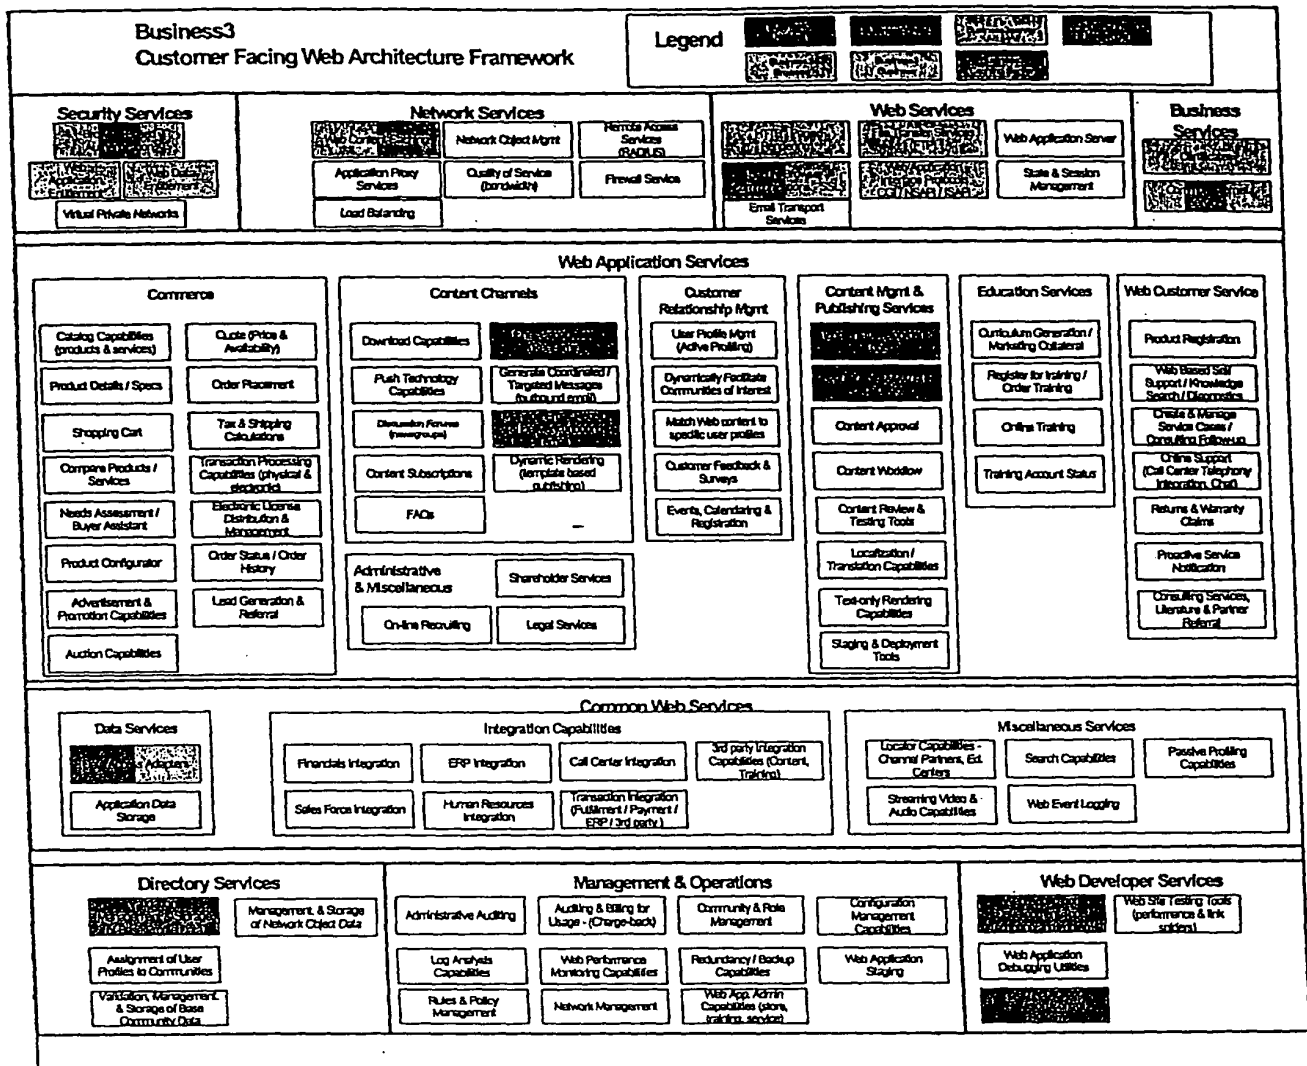 Business3
Customer Facing Web Architecture Framework
Legend
Security Services
Entitlement
Web Data
Entitlement
Virtual Private Networks
Network Services
Network Object Mgmt
Remote Access
Services
(RADIUS)
Application Proxy
Services
Quality of Service
(bandwidth)
Firewall Service
Load Balancing
Web Services
Web Application Server
State & Session
Management
Email Transport
Services
Business
Services
Web Application Services
Commerce
Catalog Capabilities
(products & services)
Quote (Price &
Availability)
Product Details / Specs
Order Placement
Shopping Cart
Tax & Shipping
Calculations
Compare Products /
Services
Transaction Processing
Capabilities (physical &
electronic)
Needs Assessment /
Buyer Assistant
Electronic License
Distribution &
Management
Product Configurator
Order Status / Order
History
Advertisement &
Promotion Capabilities
Lead Generation &
Referral
Auction Capabilities
Content Channels
Download Capabilities
Push Technology
Capabilities
Generate Coordinated /
Targeted Messages
(outbound email)
Discussion Forums
(newsgroups)
Content Subscriptions
Dynamic Rendering
(template based
publishing)
FAQs
Administrative
& Miscellaneous
Shareholder Services
On-line Recruiting
Legal Services
Customer
Relationship Mgmt
User Profile Mgmt
(Active Profiling)
Dynamically Facilitate
Communities of Interest
Match Web content to
specific user profiles
Customer Feedback &
Surveys
Events, Calendaring &
Registration
Content Mgmt &
Publishing Services
Content Approval
Content Workflow
Content Review &
Testing Tools
Localization /
Translation Capabilities
Text-only Rendering
Capabilities
Staging & Deployment
Tools
Education Services
Curriculum Generation /
Marketing Collateral
Register for training /
Order Training
Online Training
Training Account Status
Web Customer Service
Product Registration
Web Based Self
Support / Knowledge
Search / Diagnostics
Create & Manage
Service Cases /
Consulting Follow-up
Online Support
(Call Center Telephony
Integration, Chat)
Returns & Warranty
Claims
Proactive Service
Notification
Consulting Services,
Literature & Partner
Referral
Common Web Services
Data Services
Application Data
Storage
Integration Capabilities
Financials Integration
ERP Integration
Call Center Integration
3rd party Integration
Capabilities (Content,
Training)
Sales Force Integration
Human Resources
Integration
Transaction Integration
(Fulfillment / Payment /
ERP / 3rd party )
Miscellaneous Services
Locator Capabilities -
Channel Partners, Ed.
Centers
Search Capabilities
Passive Profiling
Capabilities
Streaming Video &
Audio Capabilities
Web Event Logging
Directory Services
Management, & Storage
of Network Object Data
Assignment of User
Profiles to Communities
Validation, Management,
& Storage of Base
Community Data
Management & Operations
Administrative Auditing
Auditing & Billing for
Usage - (Charge-back)
Community & Role
Management
Configuration
Management
Capabilities
Log Analysis
Capabilities
Web Performance
Monitoring Capabilities
Redundancy / Backup
Capabilities
Web Application
Staging
Rules & Policy
Management
Network Management
Web App. Admin
Capabilities (store,
training, service)
Web Developer Services
Web Site Testing Tools
(performance & link
spiders)
Web Application
Debugging Utilities